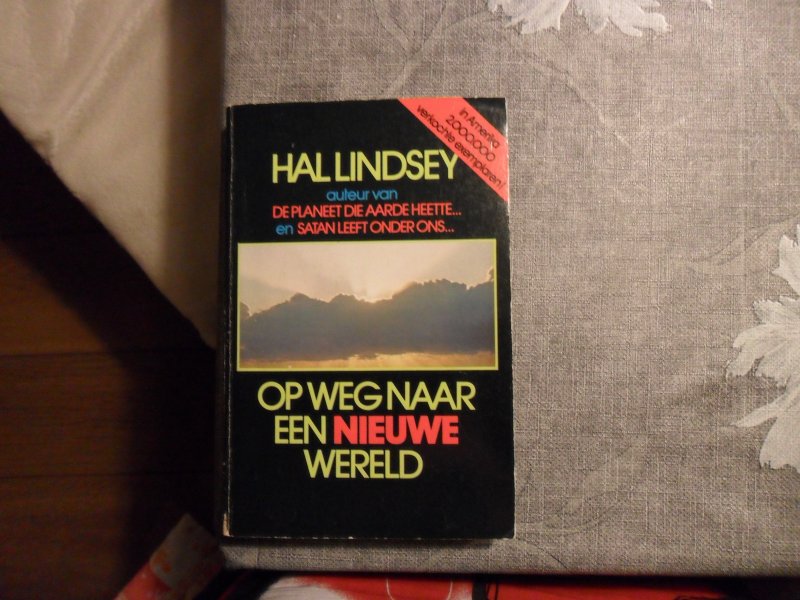 In Amerika
2.000.000
verkochte exemplaren!
HAL LINDSEY
auteur van
DE PLANEET DIE AARDE HEETTE...
en SATAN LEEFT ONDER ONS...
OP WEG NAAR
EEN NIEUWE
WERELD